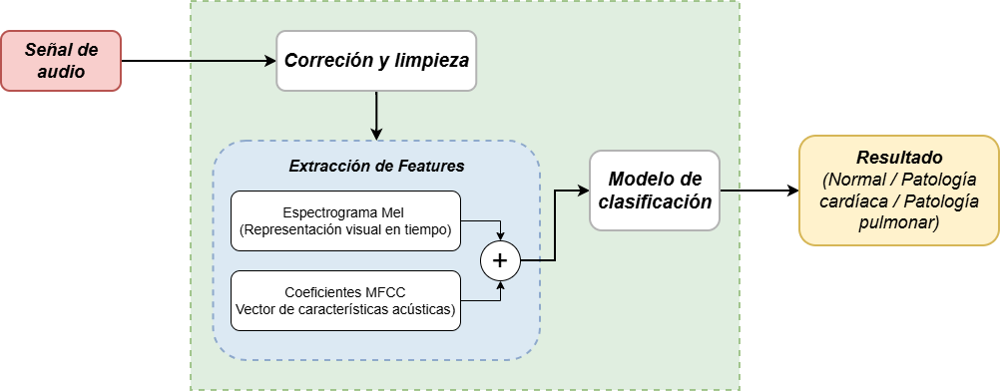 Señal de
audio
Correción y limpieza
Extracción de Features
Espectrograma Mel
(Representación visual en tiempo)
+
Coeficientes MFCC
Vector de características acústicas)
Modelo de
clasificación
Resultado
(Normal / Patología
cardíaca / Patología
pulmonar)